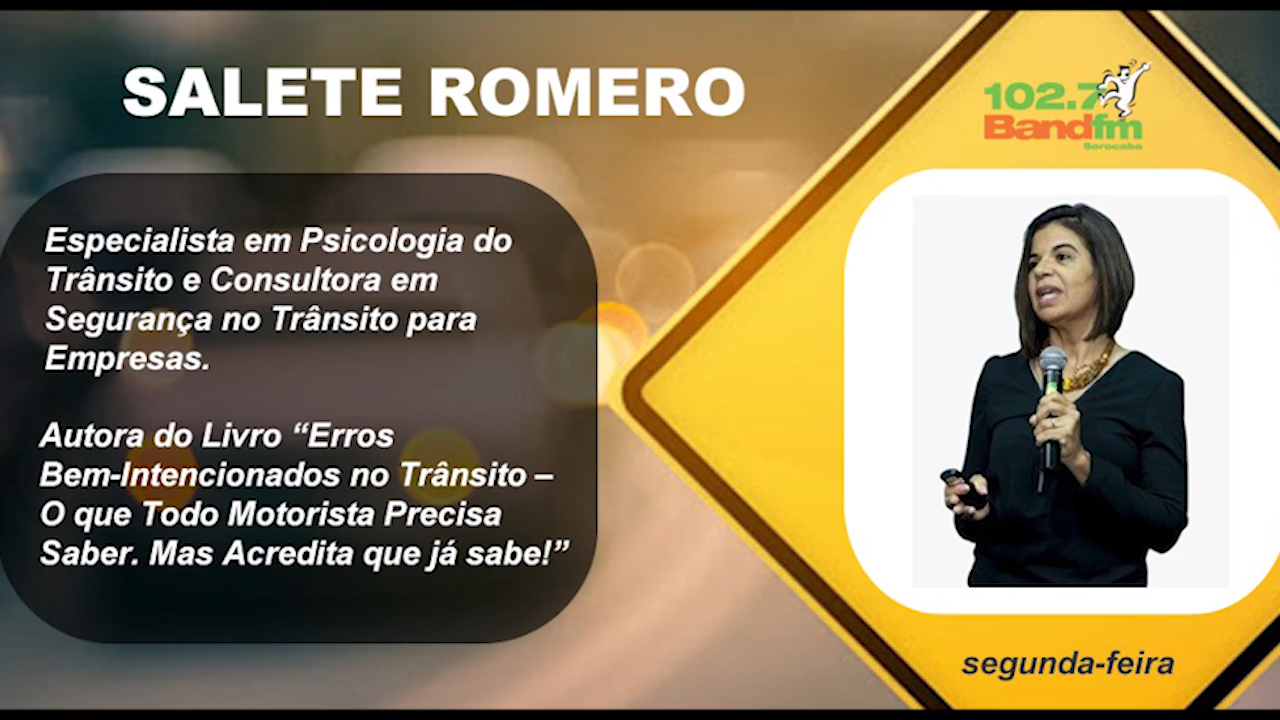 SALETE ROMERO
Especialista em Psicologia do
Trânsito e Consultora em
Segurança no Trânsito para
Empresas.
Autora do Livro “Erros
Bem-Intencionados no Trânsito –
O que Todo Motorista Precisa
Saber. Mas Acredita que já sabe!”
102.7
Bandfm
Sorocaba
segunda-feira